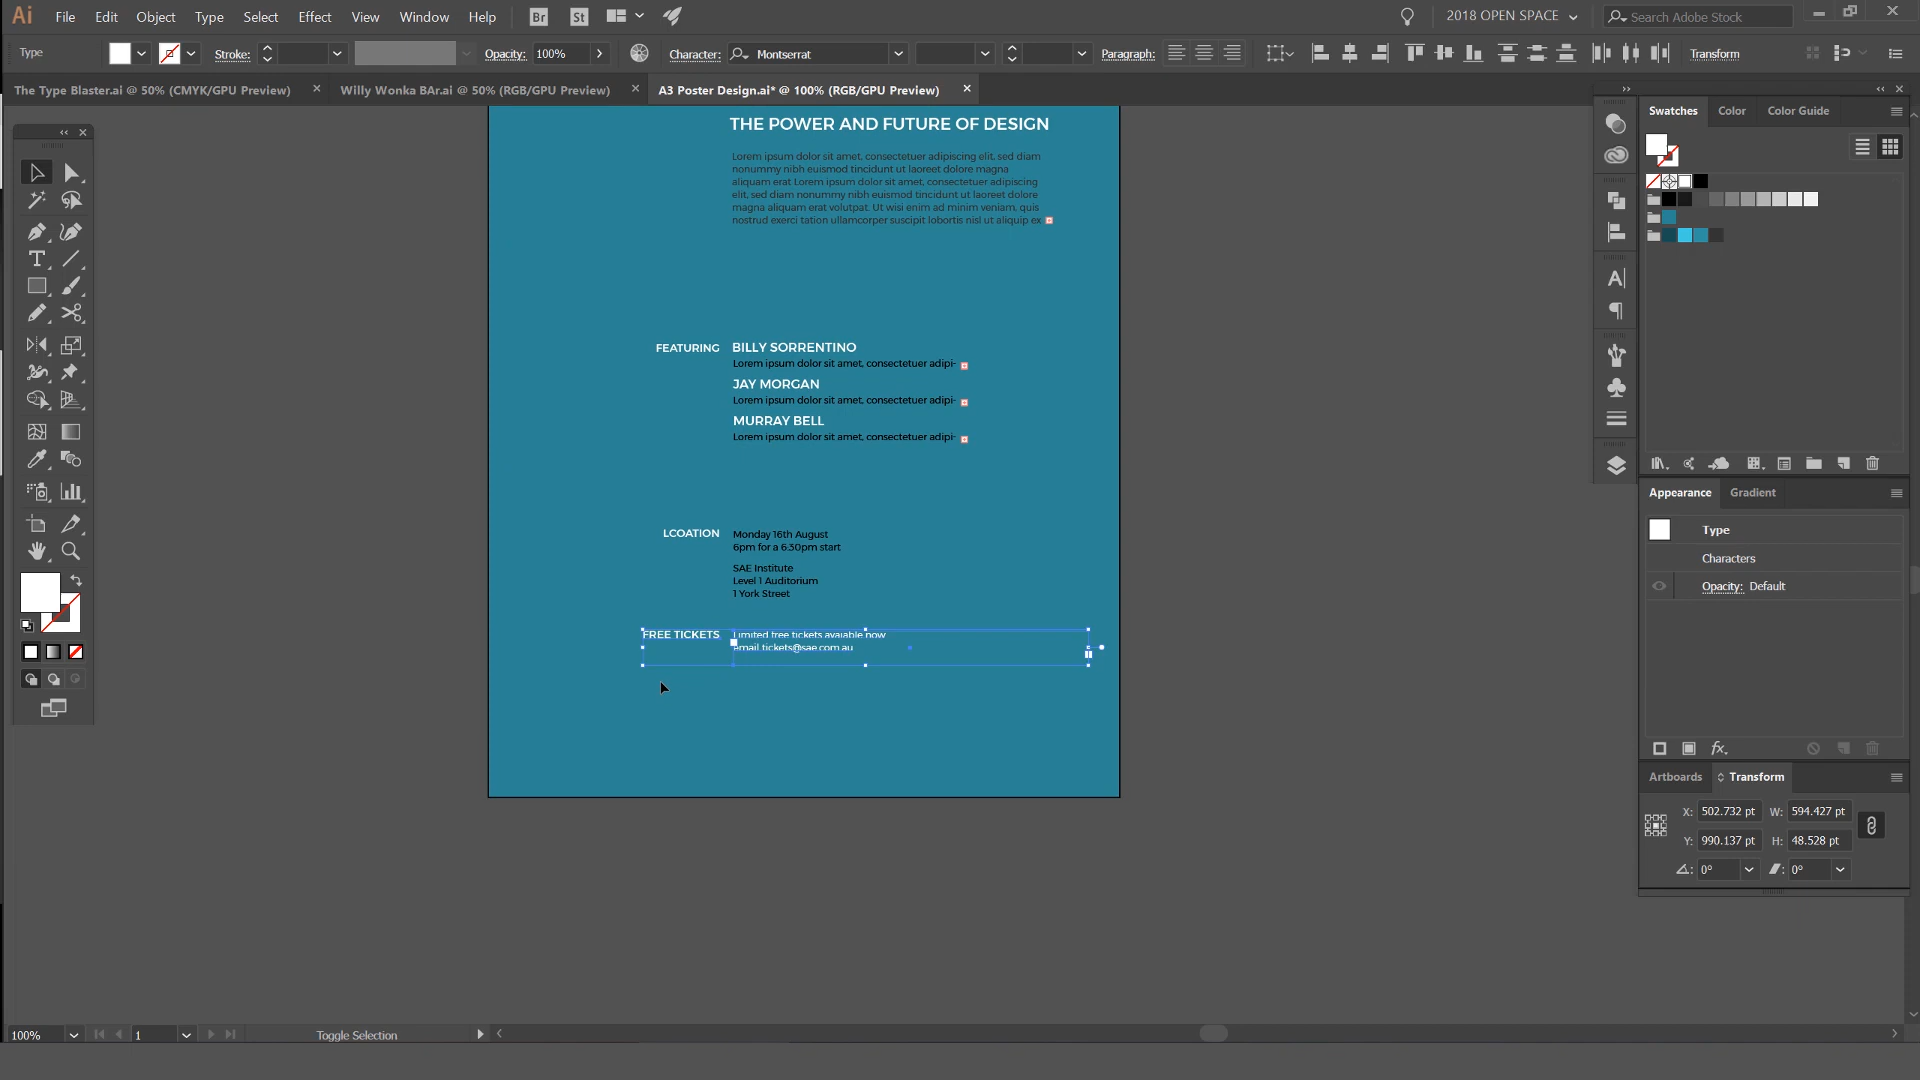 Ai File Edit Object Type Select Effect View Window Help Br St 2018 OPEN SPACE Search Adobe Stock
Type Stroke: Opacity: 100% Character: Montserrat Paragraph: Transform
The Type Blaster.ai @ 50% (CMYK/GPU Preview) Willy Wonka BAr.ai @ 50% (RGB/GPU Preview) A3 Poster Design.ai* @ 100% (RGB/GPU Preview)
Swatches Color Color Guide
THE POWER AND FUTURE OF DESIGN
Lorem ipsum dolor sit amet, consectetuer adipiscing elit, sed diam
nonummy nibh euismod tincidunt ut laoreet dolore magna
aliquam erat Lorem ipsum dolor sit amet, consectetuer adipiscing
elit, sed diam nonummy nibh euismod tincidunt ut laoreet dolore
magna aliquam erat volutpat. Ut wisi enim ad minim veniam, quis
nostrud exerci tation ullamcorper suscipit lobortis nisl ut aliquip ex
FEATURING BILLY SORRENTINO
Lorem ipsum dolor sit amet, consectetuer adipi-
JAY MORGAN
Lorem ipsum dolor sit amet, consectetuer adipi-
MURRAY BELL
Lorem ipsum dolor sit amet, consectetuer adipi-
LCOATION Monday 16th August
6pm for a 6:30pm start
SAE Institute
Level 1 Auditorium
1 York Street
FREE TICKETS Limited free tickets avaiable now
email tickets@sae.com.au
Appearance Gradient
Type
Characters
Opacity: Default
fx
Artboards Transform
X: 502.732 pt W: 594.427 pt
Y: 990.137 pt H: 48.528 pt
0° 0°
100% 1 Toggle Selection